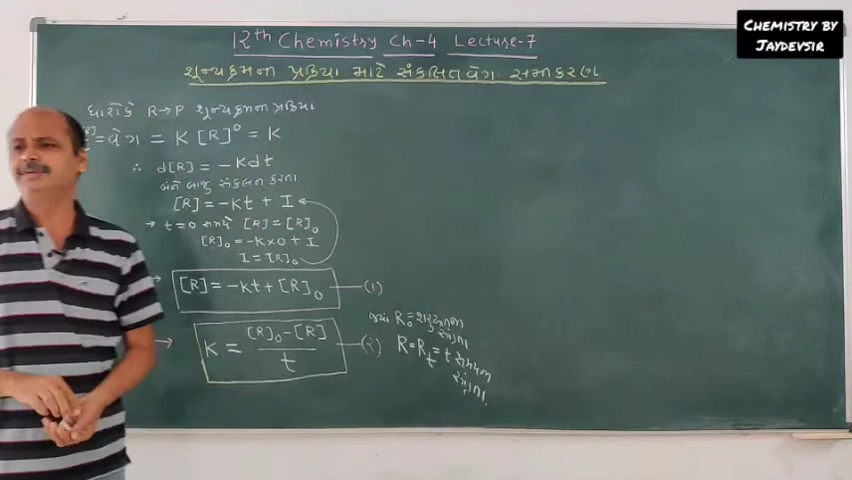 12th Chemistry Ch-4 Lecture-7
CHEMISTRY BY
JAYDEVSIR
શૂન્યક્રમના પ્રક્રિયા માટે સંકલિત વેગ સમીકરણ
ધારોકે R→P શૂન્યક્રમના પ્રક્રિયા
= વેગ = K [R]⁰ = K
∴ d[R] = -Kdt
બંને બાજુ સંકલન કરતા
[R] = -Kt + I
→ t=0 સમયે [R] = [R]₀
[R]₀ = -K×0 + I
I = [R]₀
[R] = -Kt + [R]₀ —(1)
જ્યાં R₀ = શરૂઆતના
સાંદ્રતા
K = [R]₀-[R] / t —(2)
R = Rt = t સમયના
સાંદ્રતા